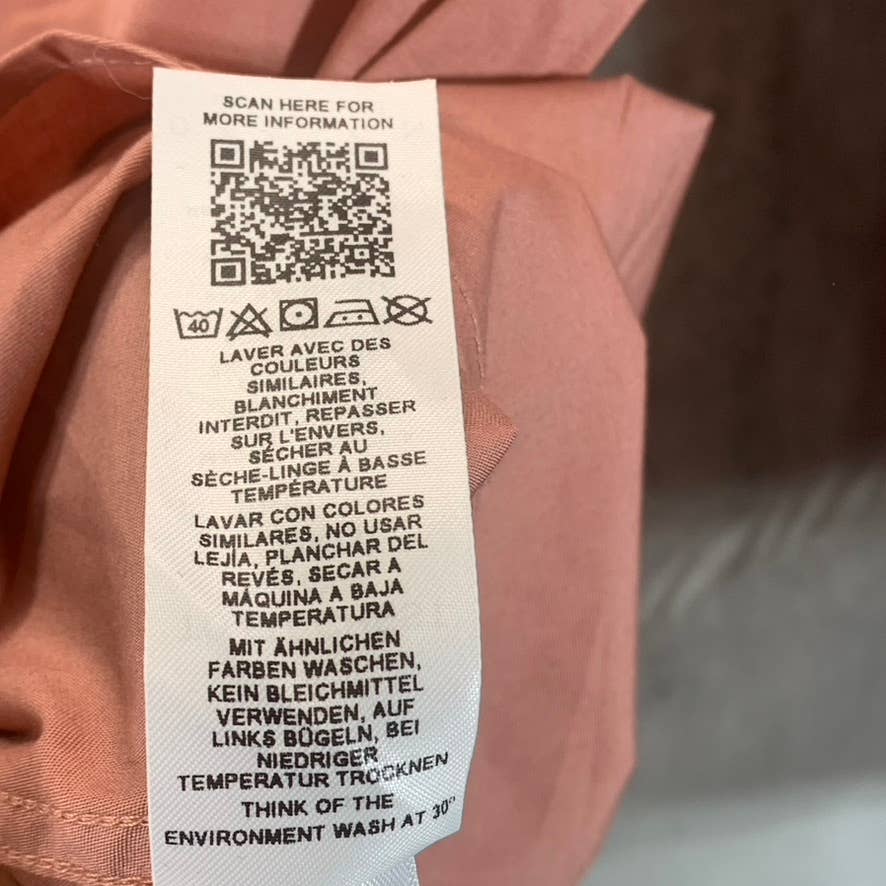 SCAN HERE FOR
MORE INFORMATION
40
LAVER AVEC DES
COULEURS
SIMILAIRES,
BLANCHIMENT
INTERDIT, REPASSER
SUR L'ENVERS,
SÉCHER AU
SÈCHE-LINGE À BASSE
TEMPÉRATURE
LAVAR CON COLORES
SIMILARES, NO USAR
LEJÍA, PLANCHAR DEL
REVÉS, SECAR A
MÁQUINA A BAJA
TEMPERATURA
MIT ÄHNLICHEN
FARBEN WASCHEN,
KEIN BLEICHMITTEL
VERWENDEN, AUF
LINKS BÜGELN, BEI
NIEDRIGER
TEMPERATUR TROCKNEN
THINK OF THE
ENVIRONMENT WASH AT 30°